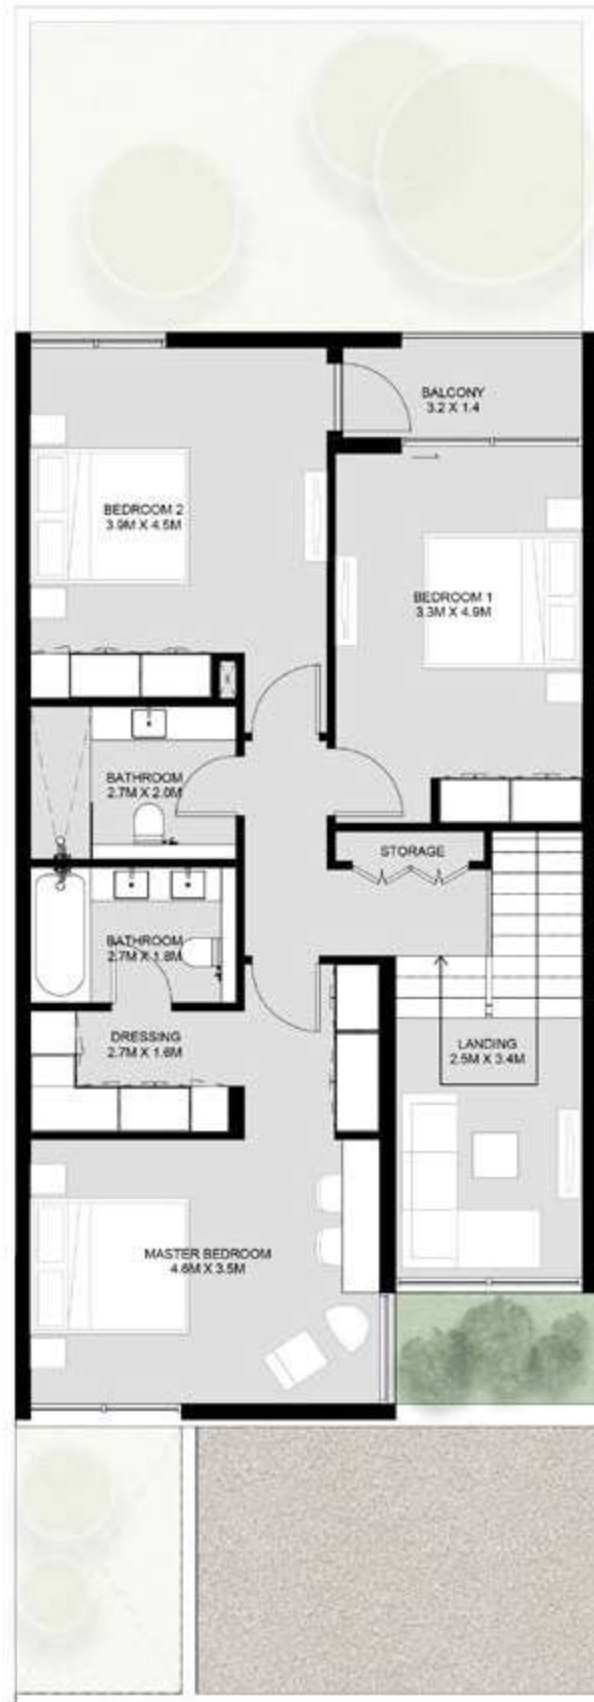 BALCONY
3.2 X 1.4
BEDROOM 2
3.9M X 4.5M
BEDROOM 1
3.3M X 4.9M
BATHROOM
2.7M X 2.0M
STORAGE
BATHROOM
2.7M X 1.8M
DRESSING
2.7M X 1.6M
LANDING
2.5M X 3.4M
MASTER BEDROOM
4.6M X 3.5M